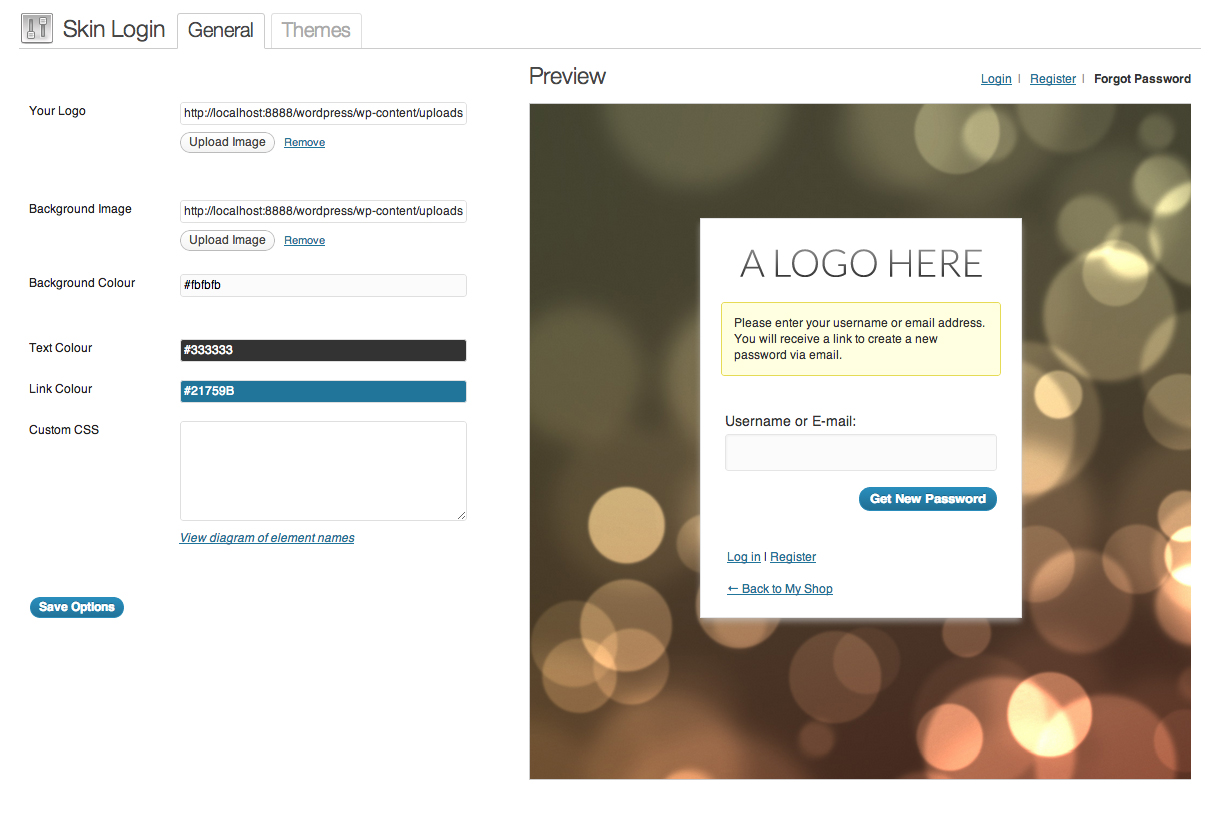 Skin Login
General
Themes
Your Logo
http://localhost:8888/wordpress/wp-content/uploads
Upload Image
Remove
Background Image
http://localhost:8888/wordpress/wp-content/uploads
Upload Image
Remove
Background Colour
#fbfbfb
Text Colour
#333333
Link Colour
#21759B
Custom CSS
View diagram of element names
Save Options
Preview
Login | Register | Forgot Password
A LOGO HERE
Please enter your username or email address.
You will receive a link to create a new
password via email.
Username or E-mail:
Get New Password
Log in | Register
← Back to My Shop